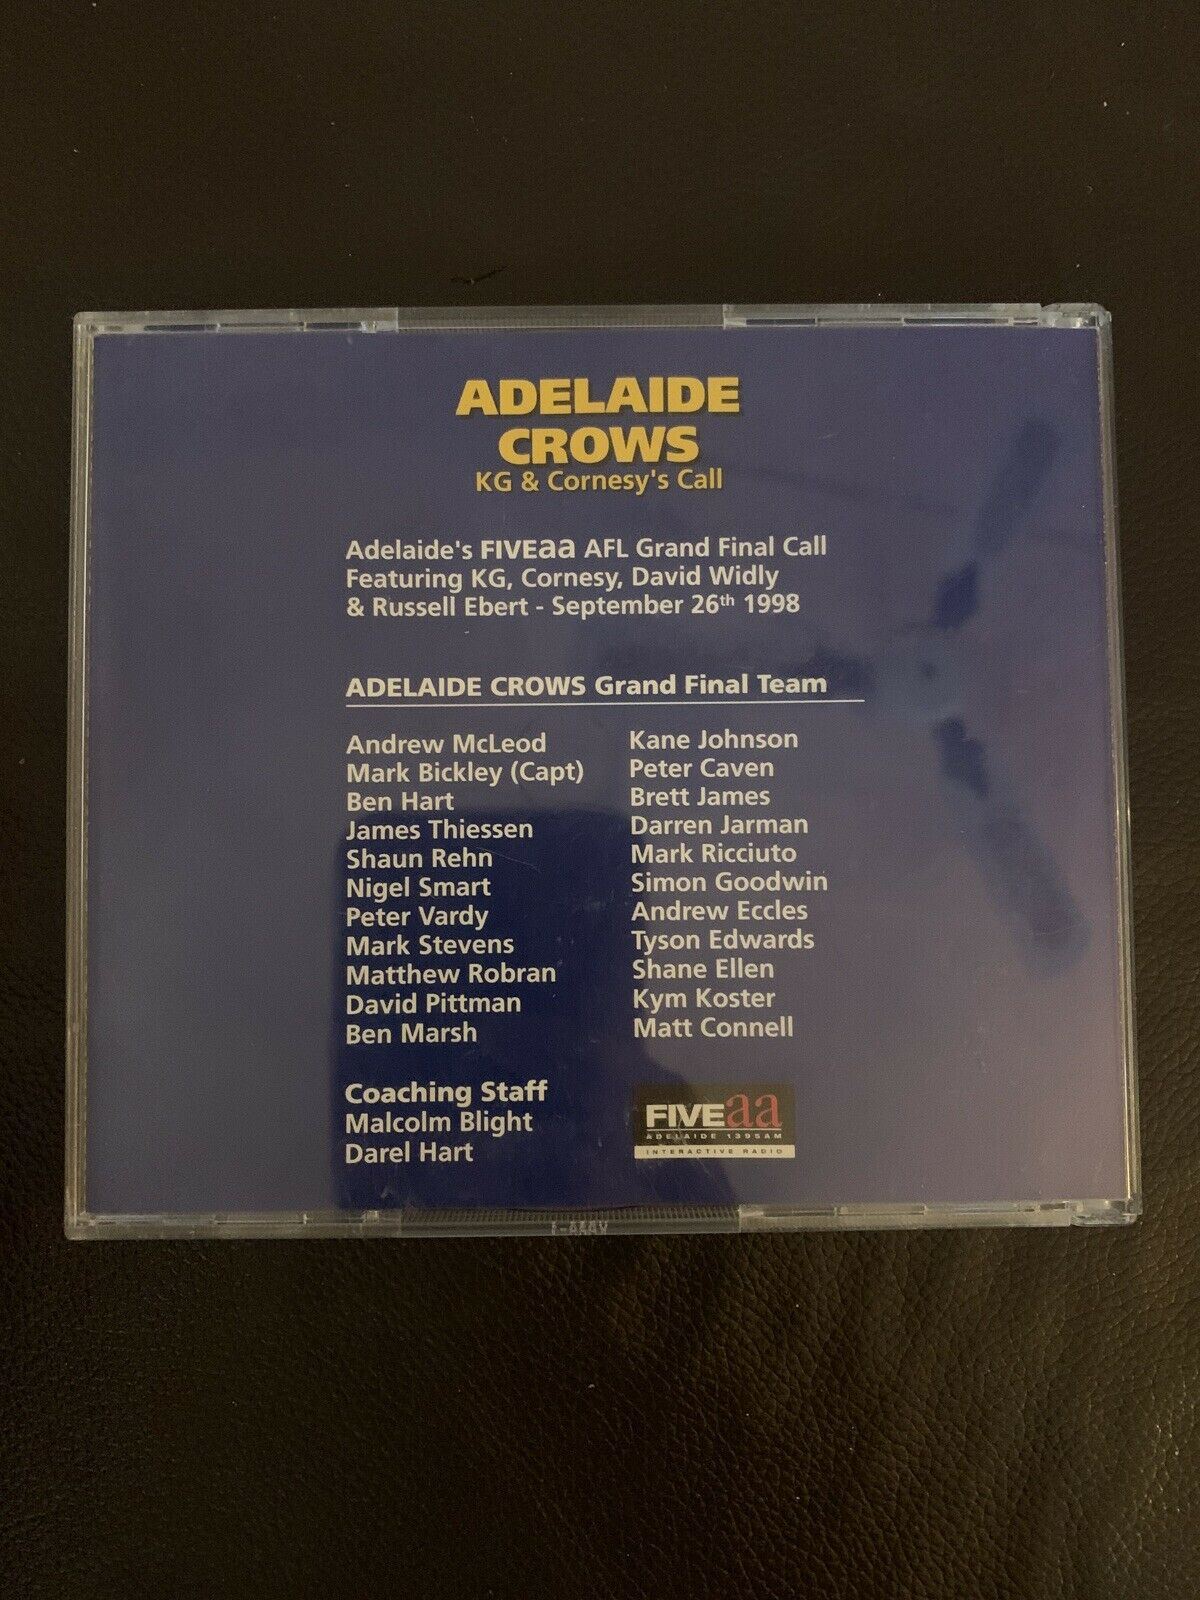 ADELAIDE
CROWS
KG & Cornesy's Call
Adelaide's FIVEaa AFL Grand Final Call
Featuring KG, Cornesy, David Widly
& Russell Ebert - September 26th 1998
ADELAIDE CROWS Grand Final Team
Andrew McLeod
Mark Bickley (Capt)
Ben Hart
James Thiessen
Shaun Rehn
Nigel Smart
Peter Vardy
Mark Stevens
Matthew Robran
David Pittman
Ben Marsh
Kane Johnson
Peter Caven
Brett James
Darren Jarman
Mark Ricciuto
Simon Goodwin
Andrew Eccles
Tyson Edwards
Shane Ellen
Kym Koster
Matt Connell
Coaching Staff
Malcolm Blight
Darel Hart
FIVEaa
ADELAIDE 1395AM
INTERACTIVE RADIO